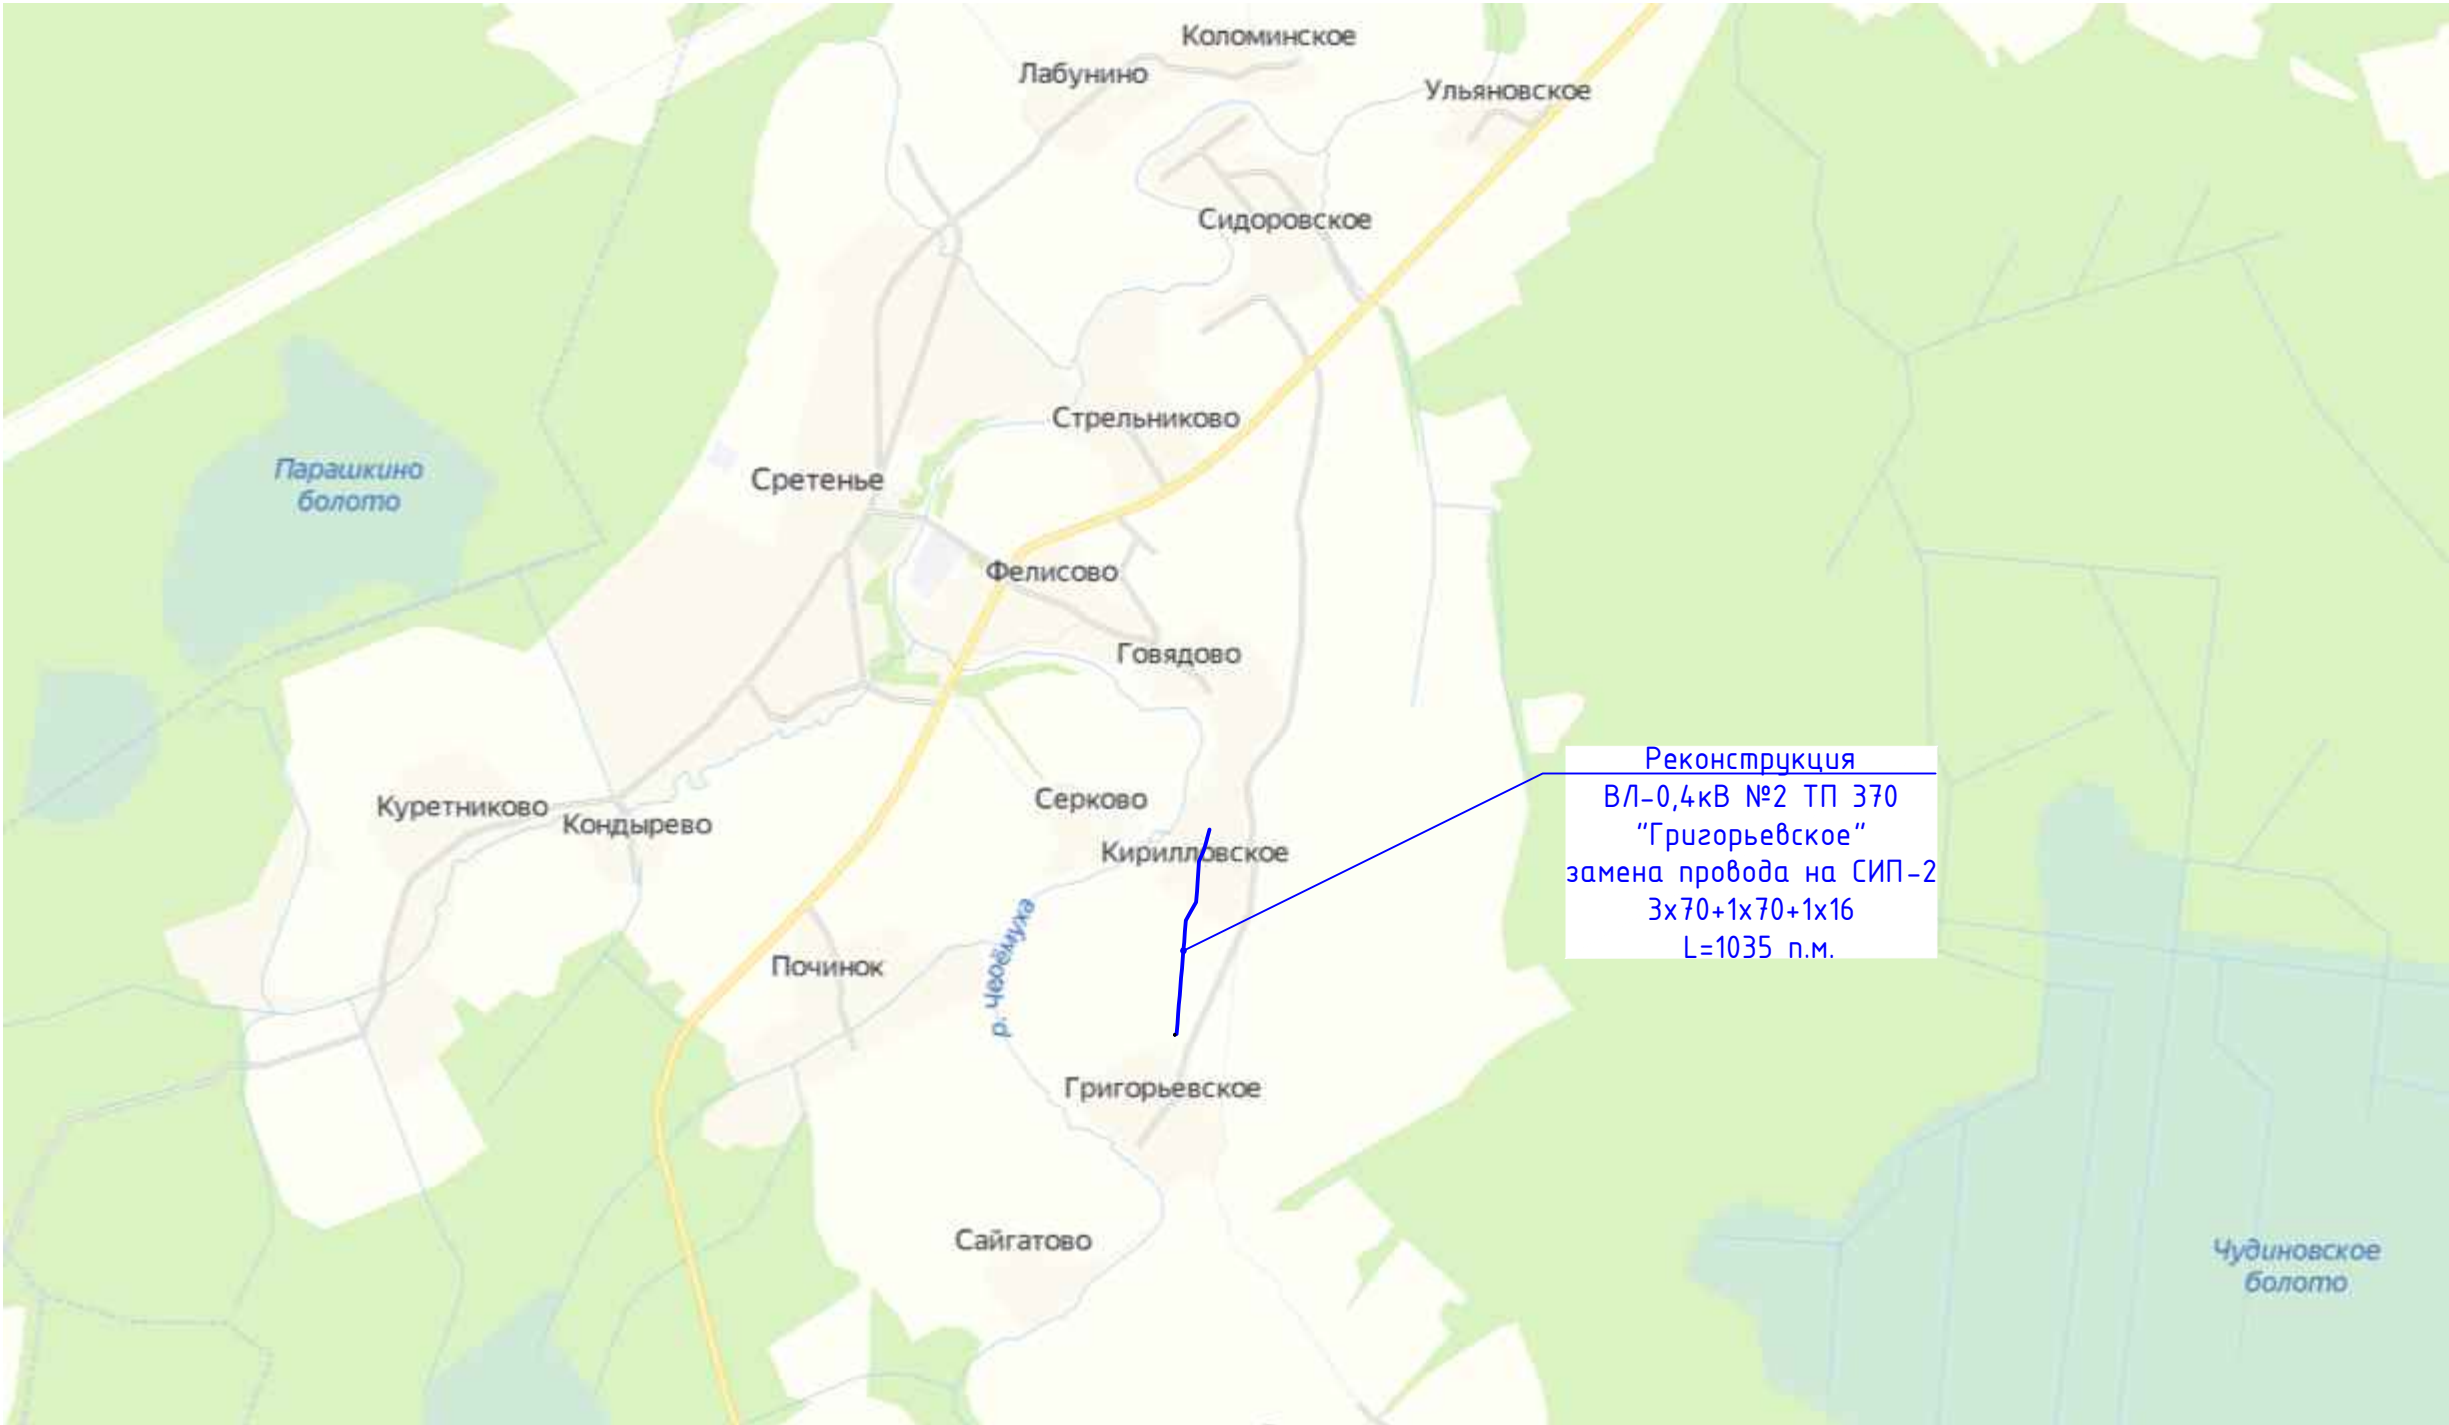 Коломинское
Лабунино
Ульяновское
Сидоровское
Стрельниково
Парашкино
болото
Сретенье
Фелисово
Говядово
Серково
Куретниково
Кондырево
Кирилловское
Реконструкция
ВЛ-0,4кВ №2 ТП 370
"Григорьевское"
замена провода на СИП-2
3х70+1х70+1х16
L=1035 п.м.
р. Черёмуха
Починок
Григорьевское
Сайгатово
Чудиновское
болото